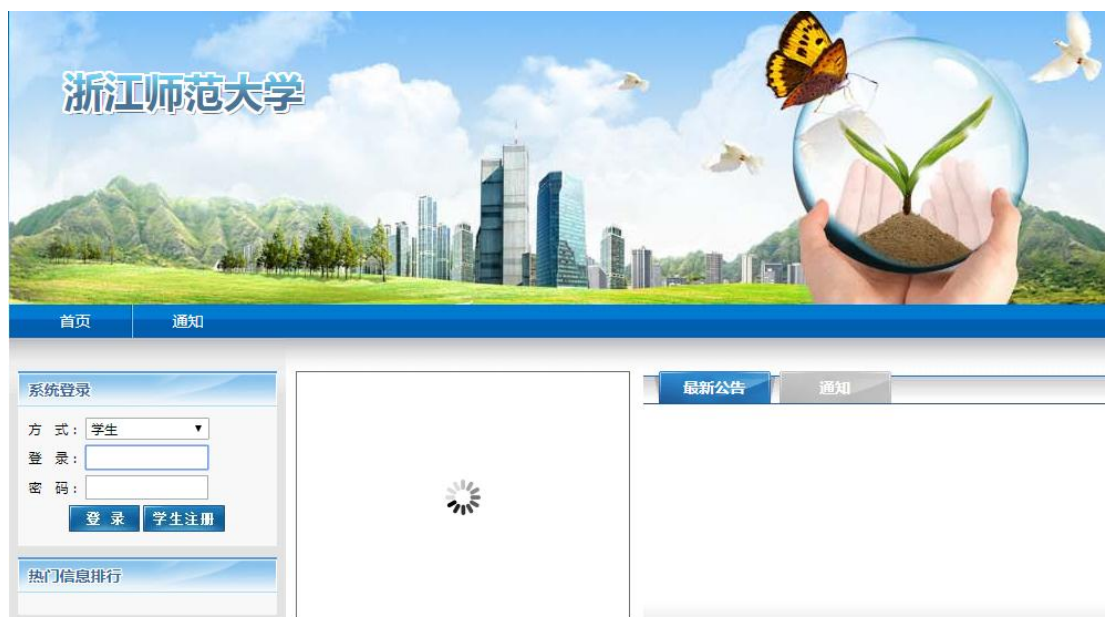 浙江师范大学
首页 通知
系统登录
方 式：学生
登 录：
密 码：
登 录 学生注册
热门信息排行
最新公告 通知